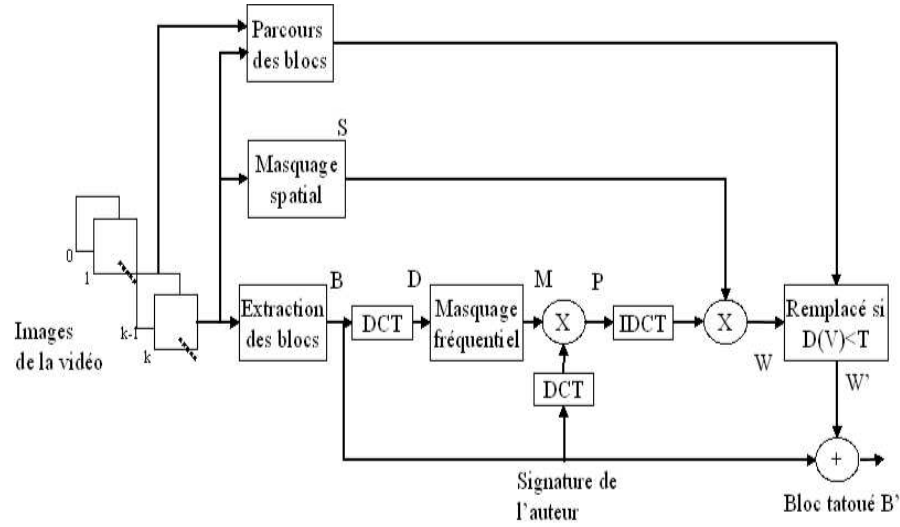 Parcours
des blocs
S
Masquage
spatial
0
1
k-1
k
Images
de la vidéo
B
D
M
P
Extraction
des blocs
DCT
Masquage
fréquentiel
X
IDCT
X
Remplacé si
D(V)<T
W
W'
DCT
+
Signature de
l'auteur
Bloc tatoué B'